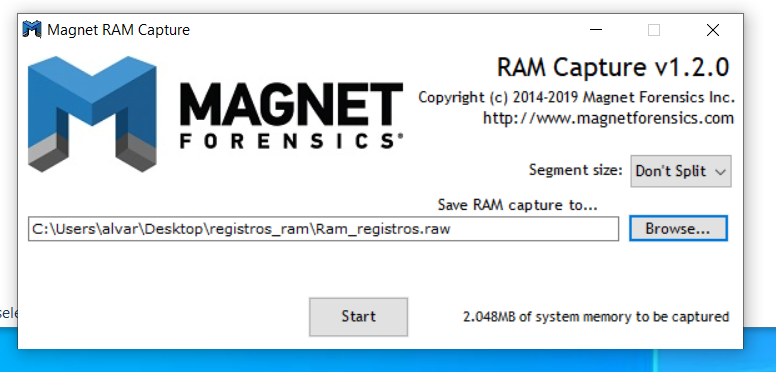 Magnet RAM Capture
RAM Capture v1.2.0
MAGNET
FORENSICS®
Copyright (c) 2014-2019 Magnet Forensics Inc.
http://www.magnetforensics.com
Segment size: Don't Split
Save RAM capture to...
C:\Users\alvar\Desktop\registros_ram\Ram_registros.raw Browse...
Start 2.048MB of system memory to be captured